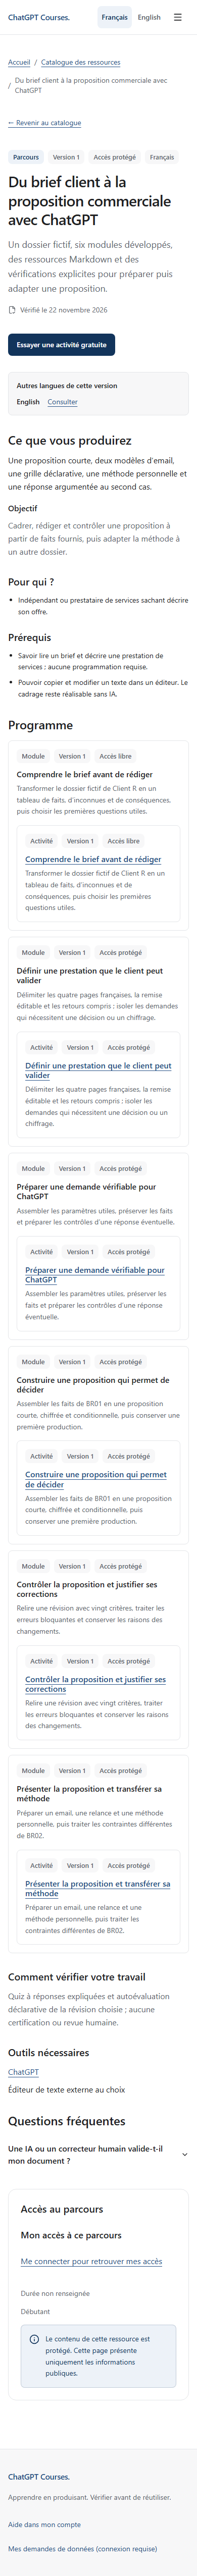 ChatGPT Courses.
Français
English
Accueil / Catalogue des ressources
/ Du brief client à la proposition commerciale avec
ChatGPT
← Revenir au catalogue
Parcours
Version 1
Accès protégé
Français
Du brief client à la
proposition commerciale
avec ChatGPT
Un dossier fictif, six modules développés,
des ressources Markdown et des
vérifications explicites pour préparer puis
adapter une proposition.
Vérifié le 22 novembre 2026
Essayer une activité gratuite
Autres langues de cette version
English Consulter
Ce que vous produirez
Une proposition courte, deux modèles d'email,
une grille déclarative, une méthode personnelle et
une réponse argumentée au second cas.
Objectif
Cadrer, rédiger et contrôler une proposition à
partir de faits fournis, puis adapter la méthode à
un autre dossier.
Pour qui ?
• Indépendant ou prestataire de services sachant décrire
son offre.
Prérequis
• Savoir lire un brief et décrire une prestation de
services ; aucune programmation requise.
• Pouvoir copier et modifier un texte dans un éditeur. Le
cadrage reste réalisable sans IA.
Programme
Module
Version 1
Accès libre
Comprendre le brief avant de rédiger
Transformer le dossier fictif de Client R en un
tableau de faits, d'inconnues et de conséquences,
puis choisir les premières questions utiles.
Activité
Version 1
Accès libre
Comprendre le brief avant de rédiger
Transformer le dossier fictif de Client R en un
tableau de faits, d'inconnues et de
conséquences, puis choisir les premières
questions utiles.
Module
Version 1
Accès protégé
Définir une prestation que le client peut
valider
Délimiter les quatre pages françaises, la remise
éditable et les retours compris ; isoler les demandes
qui nécessitent une décision ou un chiffrage.
Activité
Version 1
Accès protégé
Définir une prestation que le client peut
valider
Délimiter les quatre pages françaises, la remise
éditable et les retours compris ; isoler les
demandes qui nécessitent une décision ou un
chiffrage.
Module
Version 1
Accès protégé
Préparer une demande vérifiable pour
ChatGPT
Assembler les paramètres utiles, préserver les faits
et préparer les contrôles d'une réponse éventuelle.
Activité
Version 1
Accès protégé
Préparer une demande vérifiable pour
ChatGPT
Assembler les paramètres utiles, préserver les
faits et préparer les contrôles d'une réponse
éventuelle.
Module
Version 1
Accès protégé
Construire une proposition qui permet de
décider
Assembler les faits de BR01 en une proposition
courte, chiffrée et conditionnelle, puis conserver une
première production.
Activité
Version 1
Accès protégé
Construire une proposition qui permet
de décider
Assembler les faits de BR01 en une proposition
courte, chiffrée et conditionnelle, puis
conserver une première production.
Module
Version 1
Accès protégé
Contrôler la proposition et justifier ses
corrections
Relire une révision avec vingt critères, traiter les
erreurs bloquantes et conserver les raisons des
changements.
Activité
Version 1
Accès protégé
Contrôler la proposition et justifier ses
corrections
Relire une révision avec vingt critères, traiter
les erreurs bloquantes et conserver les raisons
des changements.
Module
Version 1
Accès protégé
Présenter la proposition et transférer sa
méthode
Préparer un email, une relance et une méthode
personnelle, puis traiter les contraintes différentes
de BR02.
Activité
Version 1
Accès protégé
Présenter la proposition et transférer sa
méthode
Préparer un email, une relance et une
méthode personnelle, puis traiter les
contraintes différentes de BR02.
Comment vérifier votre travail
Quiz à réponses expliquées et autoévaluation
déclarative de la révision choisie ; aucune
certification ou revue humaine.
Outils nécessaires
ChatGPT
Éditeur de texte externe au choix
Questions fréquentes
Une IA ou un correcteur humain valide-t-il
mon document ?
Accès au parcours
Mon accès à ce parcours
Me connecter pour retrouver mes accès
Durée non renseignée
Débutant
Le contenu de cette ressource est
protégé. Cette page présente
uniquement les informations
publiques.
ChatGPT Courses.
Apprendre en produisant. Vérifier avant de réutiliser.
Aide dans mon compte
Mes demandes de données (connexion requise)